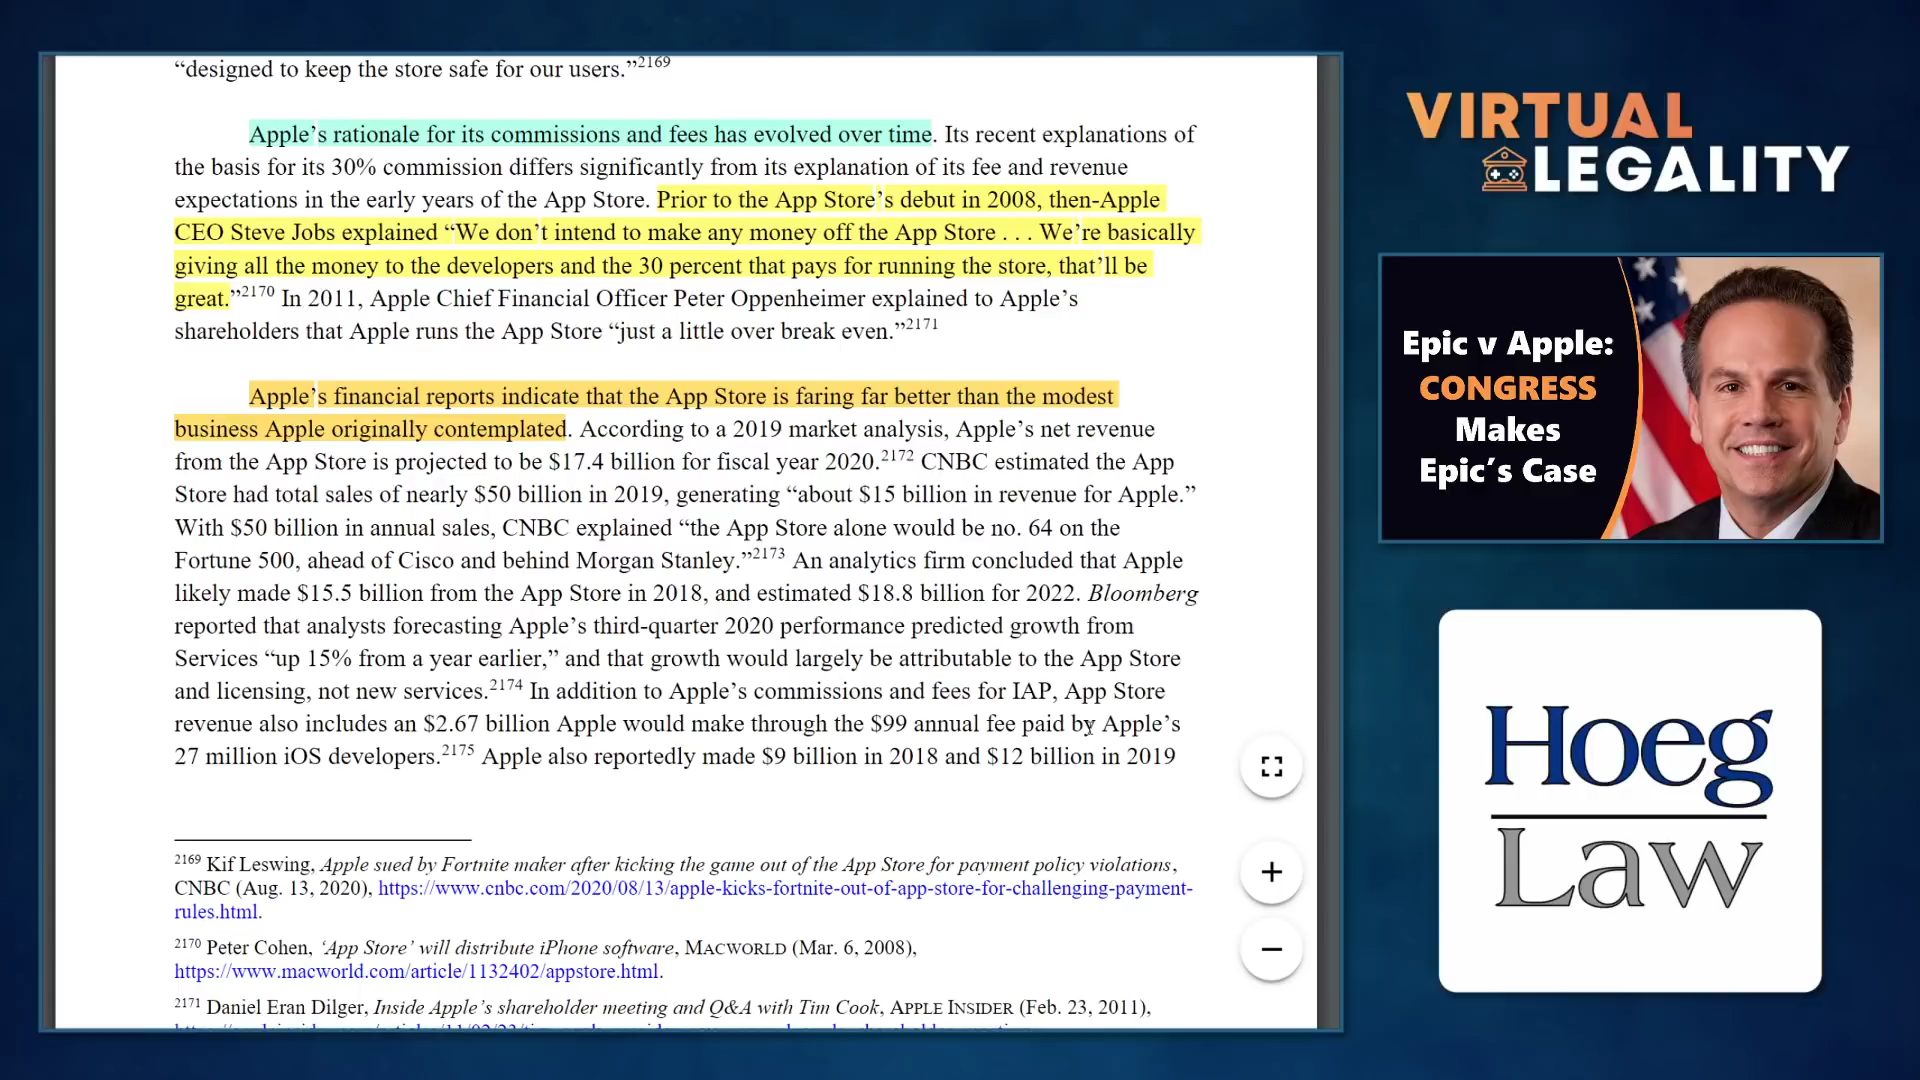 “designed to keep the store safe for our users.”2169
Apple’s rationale for its commissions and fees has evolved over time. Its recent explanations of
the basis for its 30% commission differs significantly from its explanation of its fee and revenue
expectations in the early years of the App Store. Prior to the App Store’s debut in 2008, then-Apple
CEO Steve Jobs explained “We don’t intend to make any money off the App Store . . . We’re basically
giving all the money to the developers and the 30 percent that pays for running the store, that’ll be
great.”2170 In 2011, Apple Chief Financial Officer Peter Oppenheimer explained to Apple’s
shareholders that Apple runs the App Store “just a little over break even.”2171
Apple’s financial reports indicate that the App Store is faring far better than the modest
business Apple originally contemplated. According to a 2019 market analysis, Apple’s net revenue
from the App Store is projected to be $17.4 billion for fiscal year 2020.2172 CNBC estimated the App
Store had total sales of nearly $50 billion in 2019, generating “about $15 billion in revenue for Apple.”
With $50 billion in annual sales, CNBC explained “the App Store alone would be no. 64 on the
Fortune 500, ahead of Cisco and behind Morgan Stanley.”2173 An analytics firm concluded that Apple
likely made $15.5 billion from the App Store in 2018, and estimated $18.8 billion for 2022. Bloomberg
reported that analysts forecasting Apple’s third-quarter 2020 performance predicted growth from
Services “up 15% from a year earlier,” and that growth would largely be attributable to the App Store
and licensing, not new services.2174 In addition to Apple’s commissions and fees for IAP, App Store
revenue also includes an $2.67 billion Apple would make through the $99 annual fee paid by Apple’s
27 million iOS developers.2175 Apple also reportedly made $9 billion in 2018 and $12 billion in 2019
2169 Kif Leswing, Apple sued by Fortnite maker after kicking the game out of the App Store for payment policy violations,
CNBC (Aug. 13, 2020), https://www.cnbc.com/2020/08/13/apple-kicks-fortnite-out-of-app-store-for-challenging-payment-
rules.html.
2170 Peter Cohen, ‘App Store’ will distribute iPhone software, MACWORLD (Mar. 6, 2008),
https://www.macworld.com/article/1132402/appstore.html.
2171 Daniel Eran Dilger, Inside Apple’s shareholder meeting and Q&A with Tim Cook, APPLE INSIDER (Feb. 23, 2011),
VIRTUAL
LEGALITY
Epic v Apple:
CONGRESS
Makes
Epic’s Case
Hoeg
Law